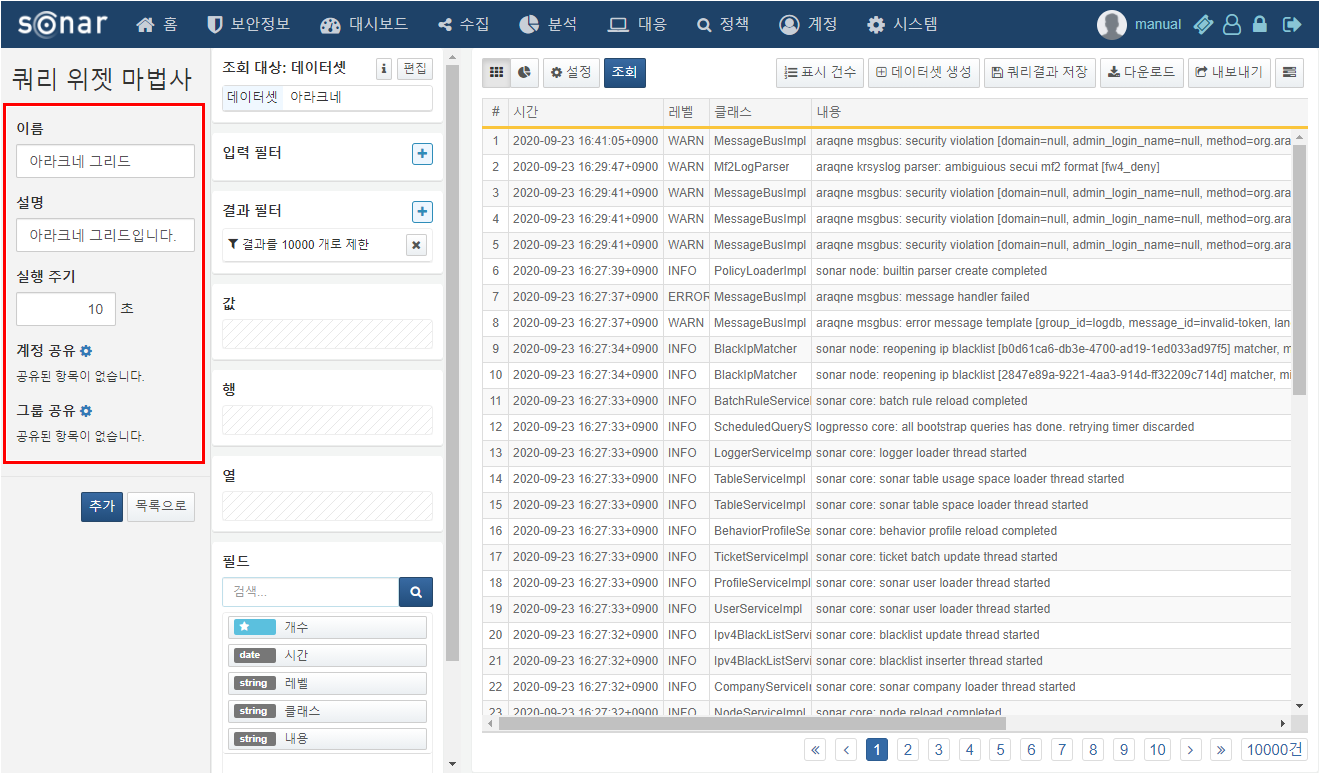 sonar 홈 보안정보 대시보드 수집 분석 대응 정책 계정 시스템 manual
쿼리 위젯 마법사
이름
아라크네 그리드
설명
아라크네 그리드입니다.
실행 주기
10 초
계정 공유
공유된 항목이 없습니다.
그룹 공유
공유된 항목이 없습니다.
추가 목록으로
조회 대상: 데이터셋 i 편집
데이터셋 아라크네
입력 필터
결과 필터
결과를 10000 개로 제한
값
행
열
필드
검색...
개수
date 시간
string 레벨
string 클래스
string 내용
설정 조회 표시 건수 데이터셋 생성 쿼리결과 저장 다운로드 내보내기
# 시간 레벨 클래스 내용
1 2020-09-23 16:41:05+0900 WARN MessageBusImpl araqne msgbus: security violation [domain=null, admin_login_name=null, method=org.ara
2 2020-09-23 16:29:47+0900 WARN Mf2LogParser araqne krsyslog parser: ambiguious secui mf2 format [fw4_deny]
3 2020-09-23 16:29:41+0900 WARN MessageBusImpl araqne msgbus: security violation [domain=null, admin_login_name=null, method=org.ara
4 2020-09-23 16:29:41+0900 WARN MessageBusImpl araqne msgbus: security violation [domain=null, admin_login_name=null, method=org.ara
5 2020-09-23 16:29:41+0900 WARN MessageBusImpl araqne msgbus: security violation [domain=null, admin_login_name=null, method=org.ara
6 2020-09-23 16:27:39+0900 INFO PolicyLoaderImpl sonar node: builtin parser create completed
7 2020-09-23 16:27:37+0900 ERROR MessageBusImpl araqne msgbus: message handler failed
8 2020-09-23 16:27:37+0900 WARN MessageBusImpl araqne msgbus: error message template [group_id=logdb, message_id=invalid-token, lan
9 2020-09-23 16:27:34+0900 INFO BlackIpMatcher sonar node: reopening ip blacklist [b0d61ca6-db3e-4700-ad19-1ed033ad97f5] matcher, m
10 2020-09-23 16:27:34+0900 INFO BlackIpMatcher sonar node: reopening ip blacklist [2847e89a-9221-4aa3-914d-ff32209c714d] matcher, mi
11 2020-09-23 16:27:33+0900 INFO BatchRuleServiceI sonar core: batch rule reload completed
12 2020-09-23 16:27:33+0900 INFO ScheduledQueryS logpresso core: all bootstrap queries has done. retrying timer discarded
13 2020-09-23 16:27:33+0900 INFO LoggerServiceImp sonar core: logger loader thread started
14 2020-09-23 16:27:33+0900 INFO TableServiceImpl sonar core: sonar table usage space loader thread started
15 2020-09-23 16:27:33+0900 INFO TableServiceImpl sonar core: sonar table space loader thread started
16 2020-09-23 16:27:33+0900 INFO BehaviorProfileSe sonar core: behavior profile reload completed
17 2020-09-23 16:27:33+0900 INFO TicketServiceImpl sonar core: ticket batch update thread started
18 2020-09-23 16:27:33+0900 INFO ProfileServiceImpl sonar core: sonar user loader thread started
19 2020-09-23 16:27:33+0900 INFO UserServiceImpl sonar core: sonar user loader thread started
20 2020-09-23 16:27:32+0900 INFO Ipv4BlackListServi sonar core: blacklist update thread started
21 2020-09-23 16:27:32+0900 INFO Ipv4BlackListServi sonar core: blacklist inserter thread started
22 2020-09-23 16:27:32+0900 INFO CompanyServiceI sonar core: sonar company loader thread started
23 2020-09-23 16:27:32+0900 INFO NodeServiceImpl sonar core: node reload completed
« ‹ 1 2 3 4 5 6 7 8 9 10 › » 10000건